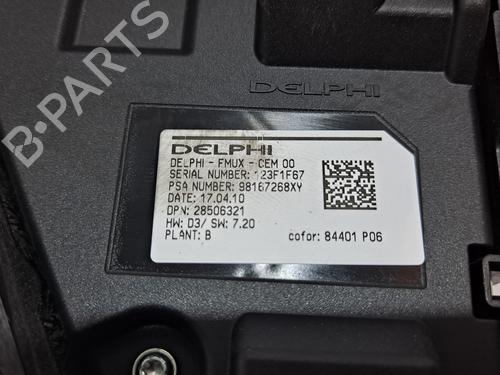 DELPHI
DELPHI
DELPHI - FMUX - CEM 00
SERIAL NUMBER: 123F1F67
PSA NUMBER: 98167268XY
DATE: 17.04.10
DPN: 28506321
HW: D3/ SW: 7.20
PLANT: B
cofor: 84401 P06